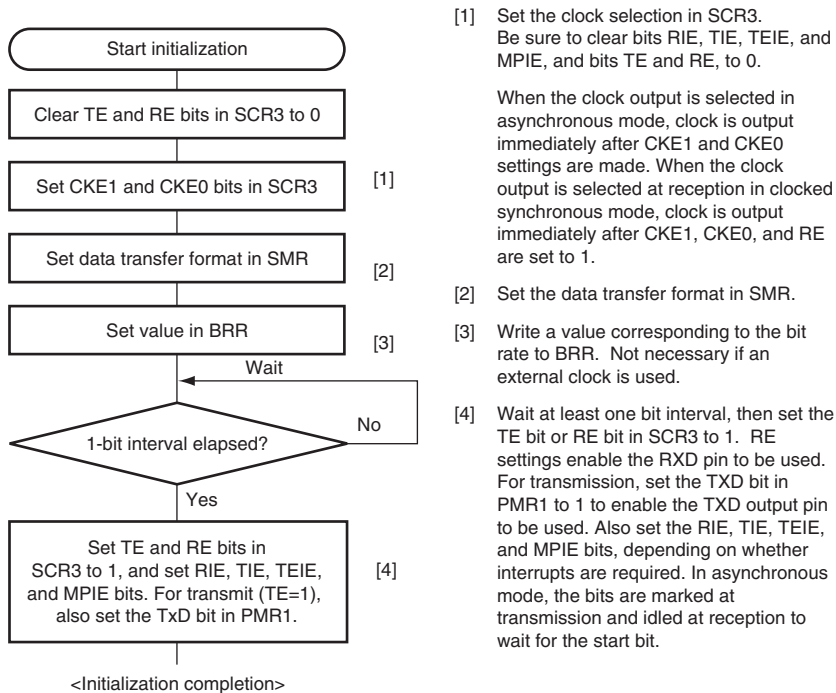 Start initialization
Clear TE and RE bits in SCR3 to 0
Set CKE1 and CKE0 bits in SCR3
[1]
Set data transfer format in SMR
[2]
Set value in BRR
[3]
Wait
1-bit interval elapsed?
No
Yes
Set TE and RE bits in
SCR3 to 1, and set RIE, TIE, TEIE,
and MPIE bits. For transmit (TE=1),
also set the TxD bit in PMR1.
[4]
<Initialization completion>
[1] Set the clock selection in SCR3.
Be sure to clear bits RIE, TIE, TEIE, and
MPIE, and bits TE and RE, to 0.
When the clock output is selected in
asynchronous mode, clock is output
immediately after CKE1 and CKE0
settings are made. When the clock
output is selected at reception in clocked
synchronous mode, clock is output
immediately after CKE1, CKE0, and RE
are set to 1.
[2] Set the data transfer format in SMR.
[3] Write a value corresponding to the bit
rate to BRR. Not necessary if an
external clock is used.
[4] Wait at least one bit interval, then set the
TE bit or RE bit in SCR3 to 1. RE
settings enable the RXD pin to be used.
For transmission, set the TXD bit in
PMR1 to 1 to enable the TXD output pin
to be used. Also set the RIE, TIE, TEIE,
and MPIE bits, depending on whether
interrupts are required. In asynchronous
mode, the bits are marked at
transmission and idled at reception to
wait for the start bit.